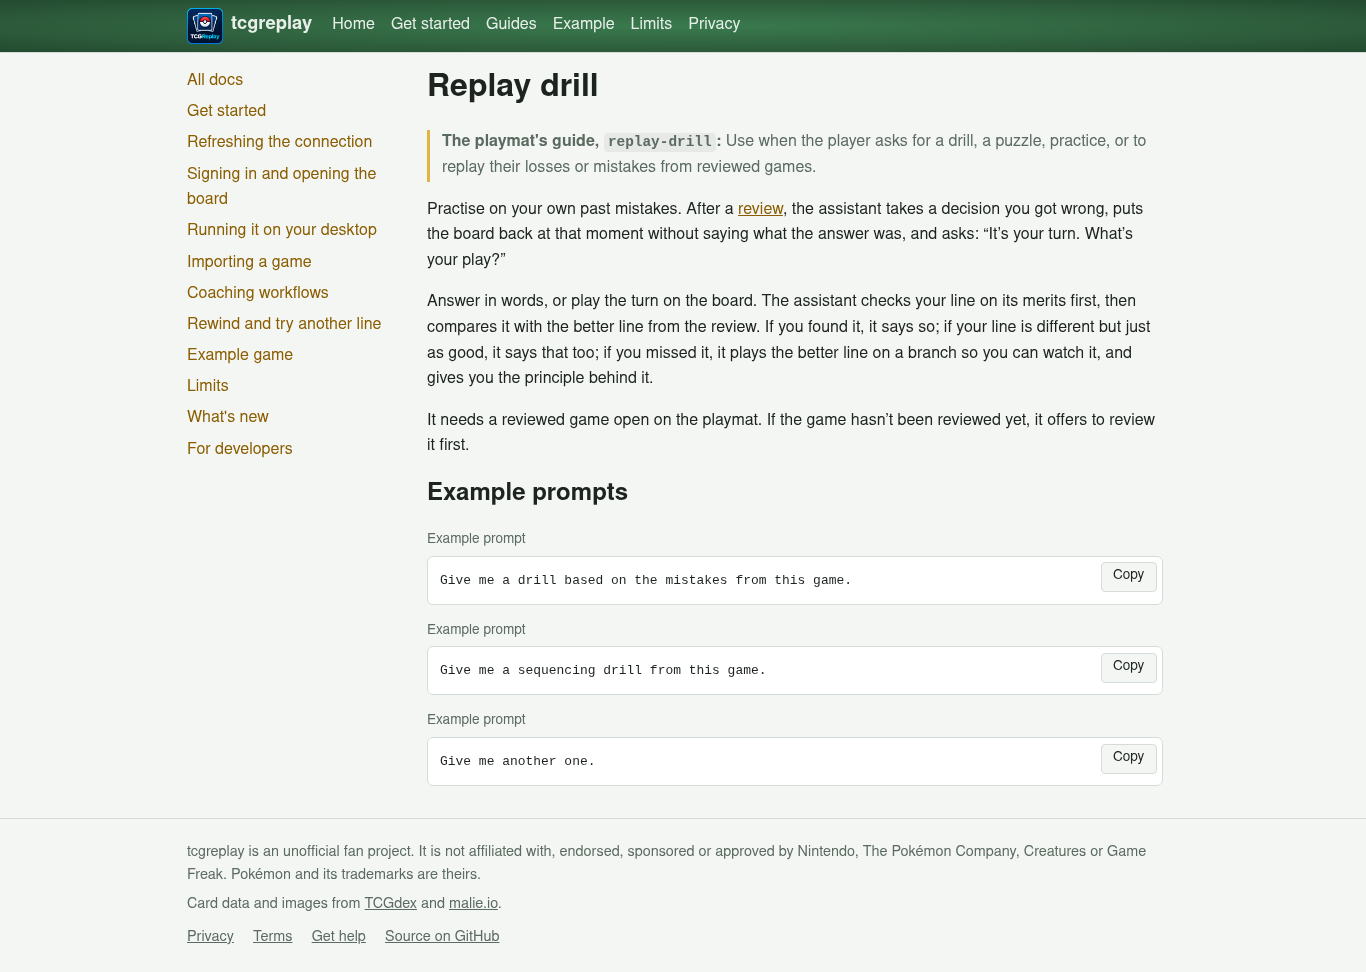 TCGReplay
tcgreplay
Home
Get started
Guides
Example
Limits
Privacy
All docs
Get started
Refreshing the connection
Signing in and opening the
board
Running it on your desktop
Importing a game
Coaching workflows
Rewind and try another line
Example game
Limits
What's new
For developers
Replay drill
The playmat's guide, replay-drill: Use when the player asks for a drill, a puzzle, practice, or to
replay their losses or mistakes from reviewed games.
Practise on your own past mistakes. After a review, the assistant takes a decision you got wrong, puts
the board back at that moment without saying what the answer was, and asks: “It’s your turn. What’s
your play?”
Answer in words, or play the turn on the board. The assistant checks your line on its merits first, then
compares it with the better line from the review. If you found it, it says so; if your line is different but just
as good, it says that too; if you missed it, it plays the better line on a branch so you can watch it, and
gives you the principle behind it.
It needs a reviewed game open on the playmat. If the game hasn’t been reviewed yet, it offers to review
it first.
Example prompts
Example prompt
Give me a drill based on the mistakes from this game.
Copy
Example prompt
Give me a sequencing drill from this game.
Copy
Example prompt
Give me another one.
Copy
tcgreplay is an unofficial fan project. It is not affiliated with, endorsed, sponsored or approved by Nintendo, The Pokémon Company, Creatures or Game
Freak. Pokémon and its trademarks are theirs.
Card data and images from TCGdex and malie.io.
Privacy
Terms
Get help
Source on GitHub